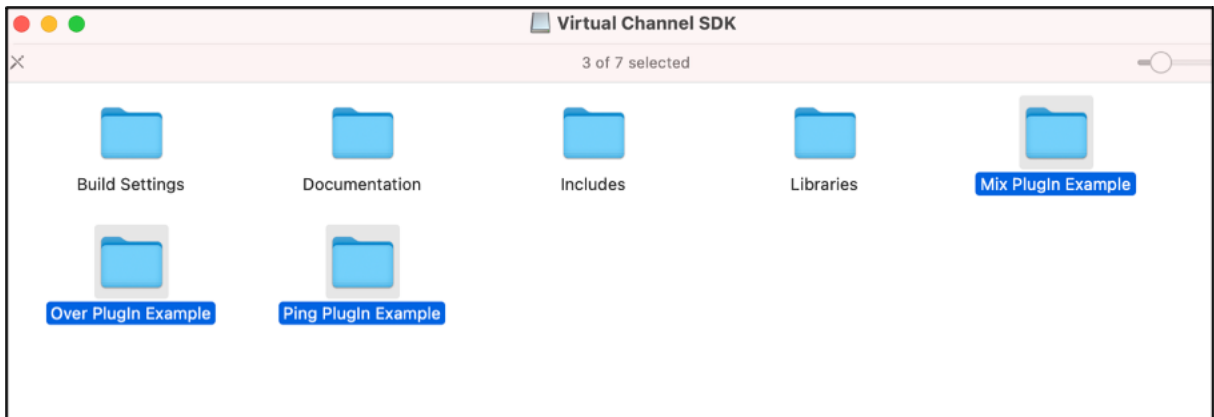 Virtual Channel SDK
3 of 7 selected
Build Settings
Documentation
Includes
Libraries
Mix PlugIn Example
Over PlugIn Example
Ping PlugIn Example